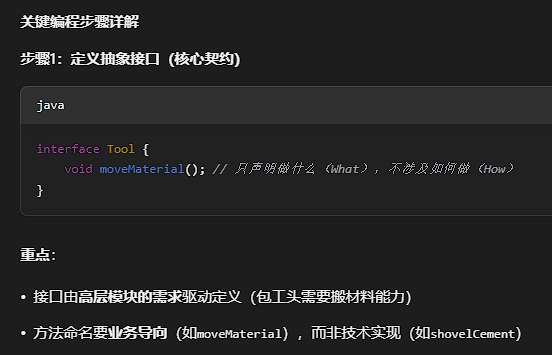 关键编程步骤详解
步骤1：定义抽象接口（核心契约）
java
interface Tool {
    void moveMaterial(); // 只声明做什么（What），不涉及如何做（How）
}
重点：
• 接口由高层模块的需求驱动定义（包工头需要搬材料能力）
• 方法命名要业务导向（如moveMaterial），而非技术实现（如shovelCement）